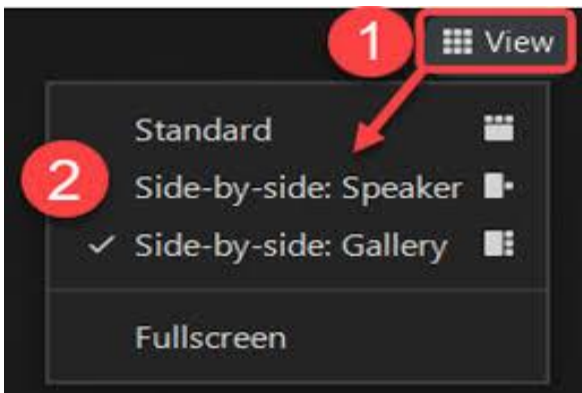 1 View
Standard
2 Side-by-side: Speaker
Side-by-side: Gallery
Fullscreen